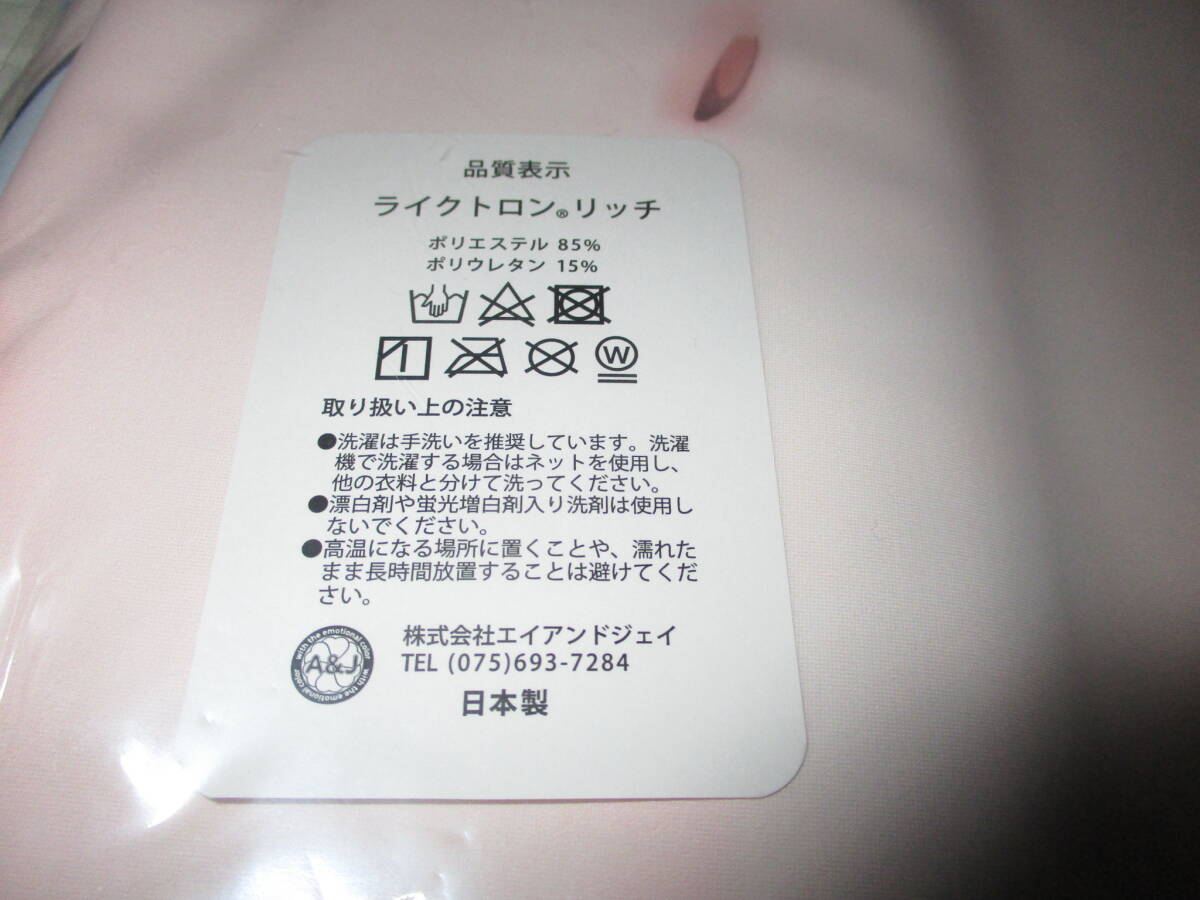 品質表示
ライクトロン®リッチ
ポリエステル 85%
ポリウレタン 15%
W
取り扱い上の注意
●洗濯は手洗いを推奨しています。洗濯
機で洗濯する場合はネットを使用し、
他の衣料と分けて洗ってください。
●漂白剤や蛍光増白剤入り洗剤は使用し
ないでください。
●高温になる場所に置くことや、濡れた
まま長時間放置することは避けてくだ
さい。
with the emotional color
A&J
with the emotional color
株式会社エイアンドジェイ
TEL (075)693-7284
日本製